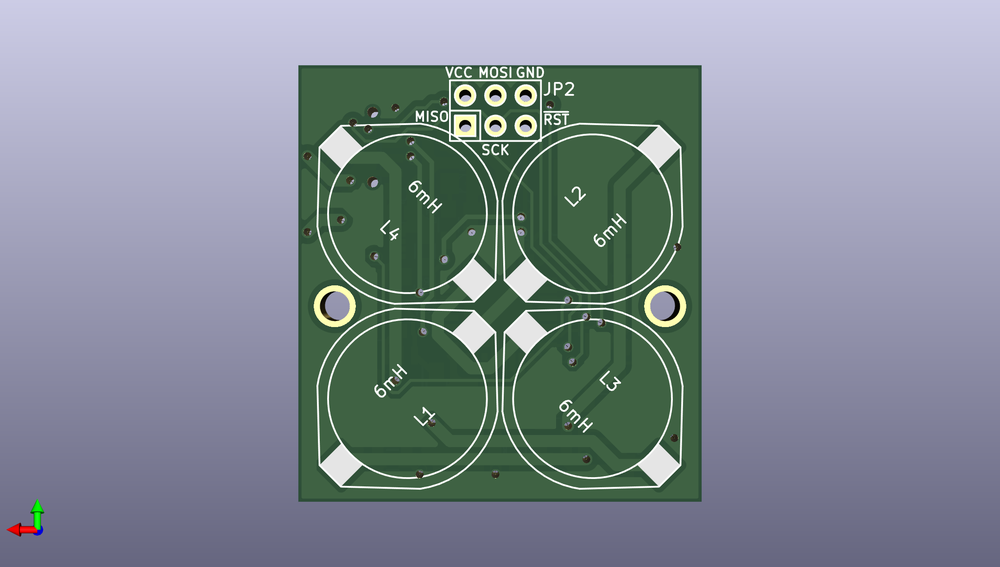 VCC MOSI GND
JP2
MISO
RST
SCK
6mH
L4
L2
6mH
6mH
L1
L3
6mH